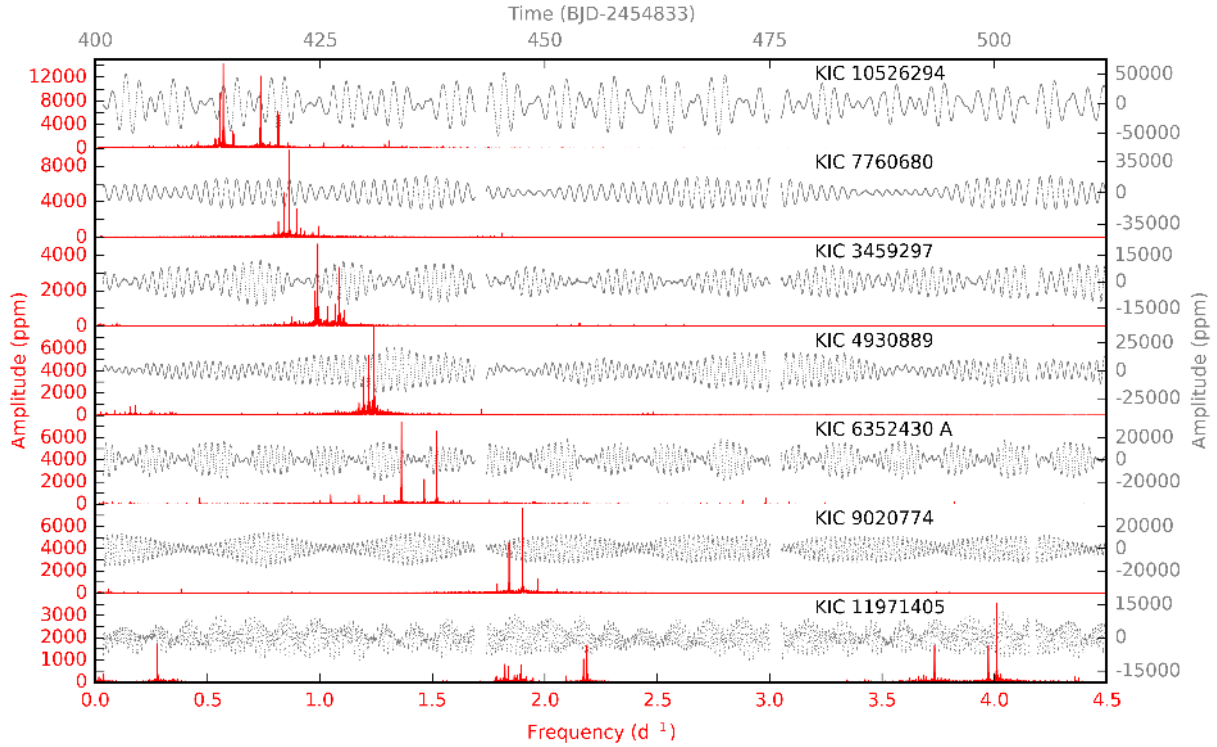 Time (BJD-2454833)
400 425 450 475 500
KIC 10526294
12000 8000 4000 0
50000 0 -50000
KIC 7760680
8000 4000 0
35000 0 -35000
KIC 3459297
4000 2000 0
15000 0 -15000
KIC 4930889
6000 4000 2000 0
25000 0 -25000
KIC 6352430 A
6000 4000 2000 0
20000 0 -20000
KIC 9020774
6000 4000 2000 0
20000 0 -20000
KIC 11971405
3000 2000 1000 0
15000 0 -15000
Amplitude (ppm)
Amplitude (ppm)
0.0 0.5 1.0 1.5 2.0 2.5 3.0 3.5 4.0 4.5
Frequency (d⁻¹)